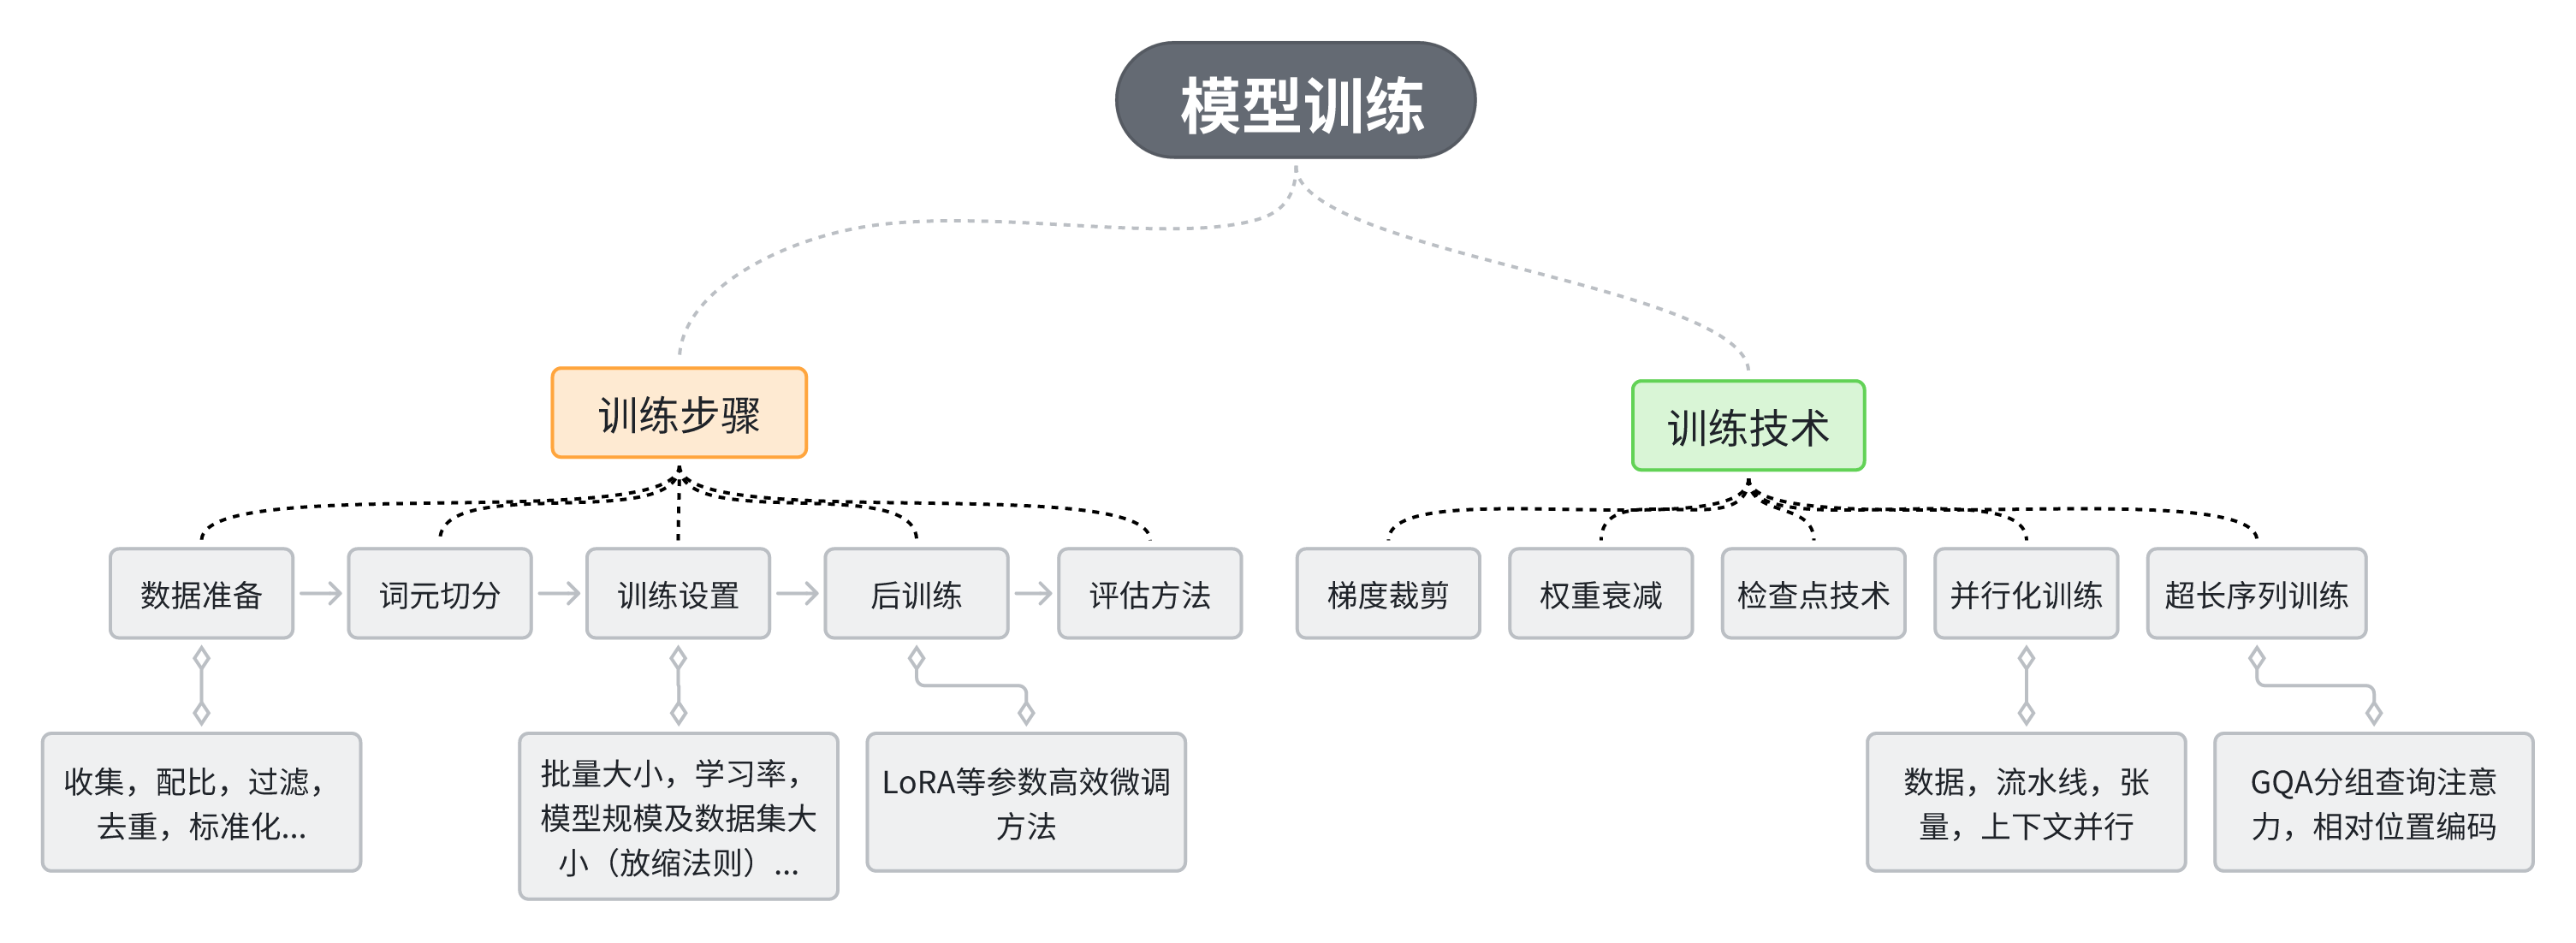 模型训练
训练步骤
训练技术
数据准备
词元切分
训练设置
后训练
评估方法
梯度裁剪
权重衰减
检查点技术
并行化训练
超长序列训练
收集，配比，过滤，
去重，标准化...
批量大小，学习率，
模型规模及数据集大
小（放缩法则）...
LoRA等参数高效微调
方法
数据，流水线，张
量，上下文并行
GQA分组查询注意
力，相对位置编码